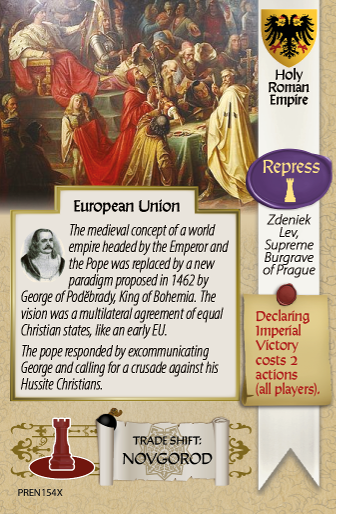 Holy
Roman
Empire
Repress
Zdeniek
Lev,
Supreme
Burgrave
of Prague
Declaring
Imperial
Victory
costs 2
actions
(all players).
European Union
The medieval concept of a world
empire headed by the Emperor and
the Pope was replaced by a new
paradigm proposed in 1462 by
George of Poděbrady, King of Bohemia. The
vision was a multilateral agreement of equal
Christian states, like an early EU.
The pope responded by excommunicating
George and calling for a crusade against his
Hussite Christians.
TRADE SHIFT:
NOVGOROD
PREN154X